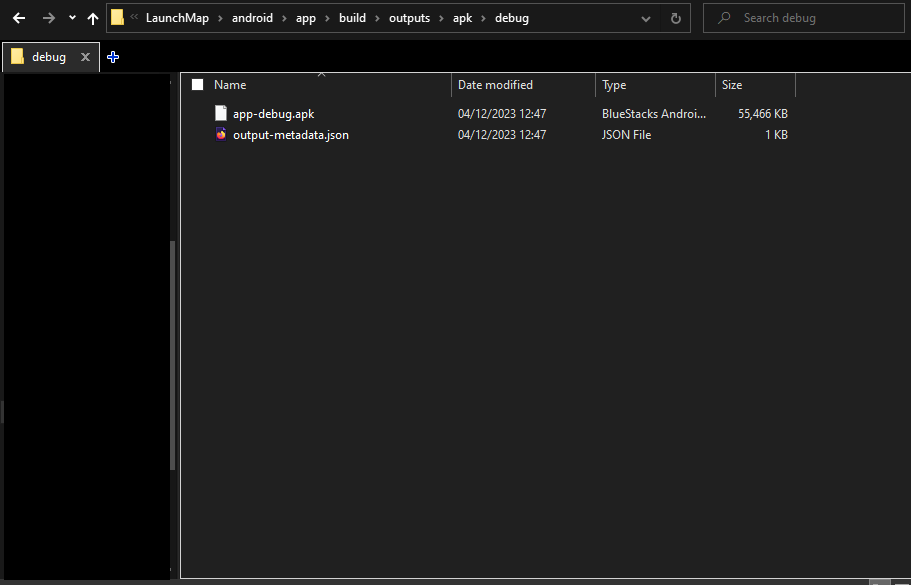 LaunchMap > android > app > build > outputs > apk > debug
Search debug
debug
Name Date modified Type Size
app-debug.apk 04/12/2023 12:47 BlueStacks Androi... 55,466 KB
output-metadata.json 04/12/2023 12:47 JSON File 1 KB